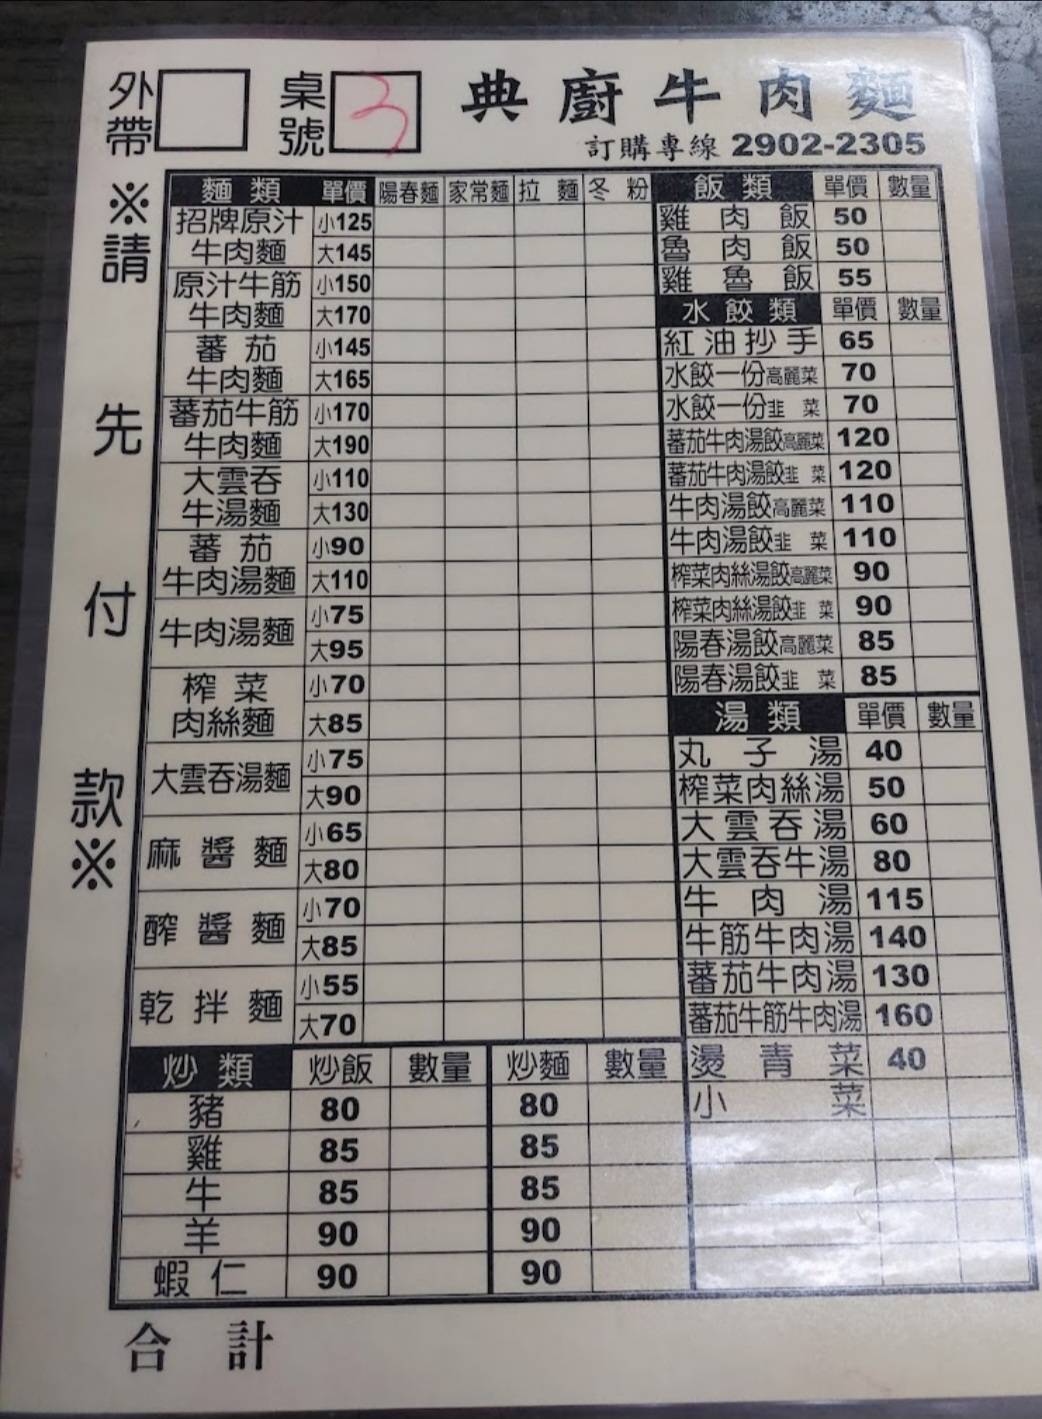 外帶 桌號 3 典廚牛肉麵
訂購專線 2902-2305
※請先付款※
麵類 單價 陽春麵 家常麵 拉麵 冬粉
招牌原汁牛肉麵 小125
大145
原汁牛筋牛肉麵 小150
大170
蕃茄牛肉麵 小145
大165
蕃茄牛筋牛肉麵 小170
大190
大雲吞牛湯麵 小110
大130
蕃茄牛肉湯麵 小90
大110
牛肉湯麵 小75
大95
榨菜肉絲麵 小70
大85
大雲吞湯麵 小75
大90
麻醬麵 小65
大80
醡醬麵 小70
大85
乾拌麵 小55
大70
飯類 單價 數量
雞肉飯 50
魯肉飯 50
雞魯飯 55
水餃類 單價 數量
紅油抄手 65
水餃一份高麗菜 70
水餃一份韭菜 70
蕃茄牛肉湯餃高麗菜 120
蕃茄牛肉湯餃韭菜 120
牛肉湯餃高麗菜 110
牛肉湯餃韭菜 110
榨菜肉絲湯餃高麗菜 90
榨菜肉絲湯餃韭菜 90
陽春湯餃高麗菜 85
陽春湯餃韭菜 85
湯類 單價 數量
丸子湯 40
榨菜肉絲湯 50
大雲吞湯 60
大雲吞牛湯 80
牛肉湯 115
牛筋牛肉湯 140
蕃茄牛肉湯 130
蕃茄牛筋牛肉湯 160
燙青菜 40
小菜
炒類 炒飯 數量 炒麵 數量
豬 80 80
雞 85 85
牛 85 85
羊 90 90
蝦仁 90 90
合計